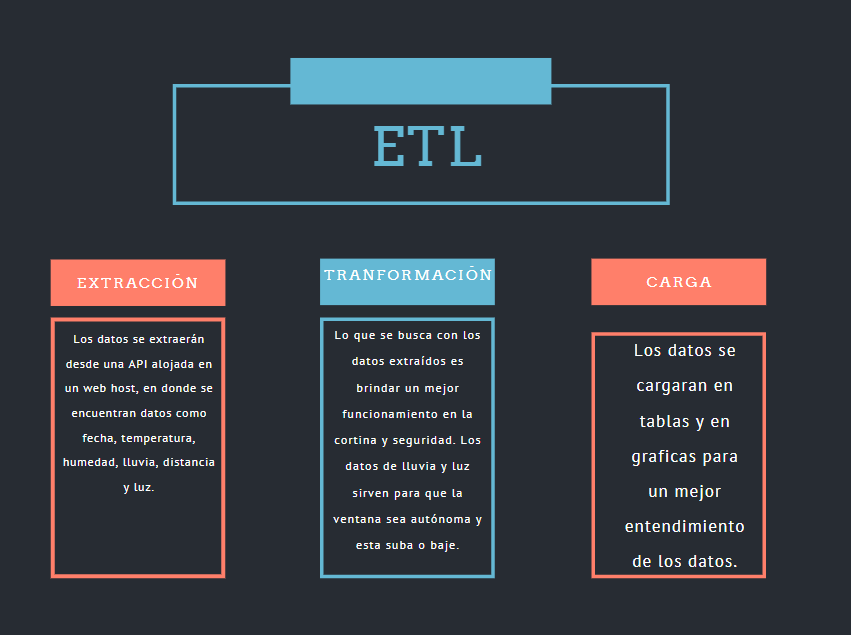 ETL
EXTRACCIÓN
Los datos se extraerán
desde una API alojada en
un web host, en donde se
encuentran datos como
fecha, temperatura,
humedad, lluvia, distancia
y luz.
TRANFORMACIÓN
Lo que se busca con los
datos extraídos es
brindar un mejor
funcionamiento en la
cortina y seguridad. Los
datos de lluvia y luz
sirven para que la
ventana sea autónoma y
esta suba o baje.
CARGA
Los datos se
cargaran en
tablas y en
graficas para
un mejor
entendimiento
de los datos.